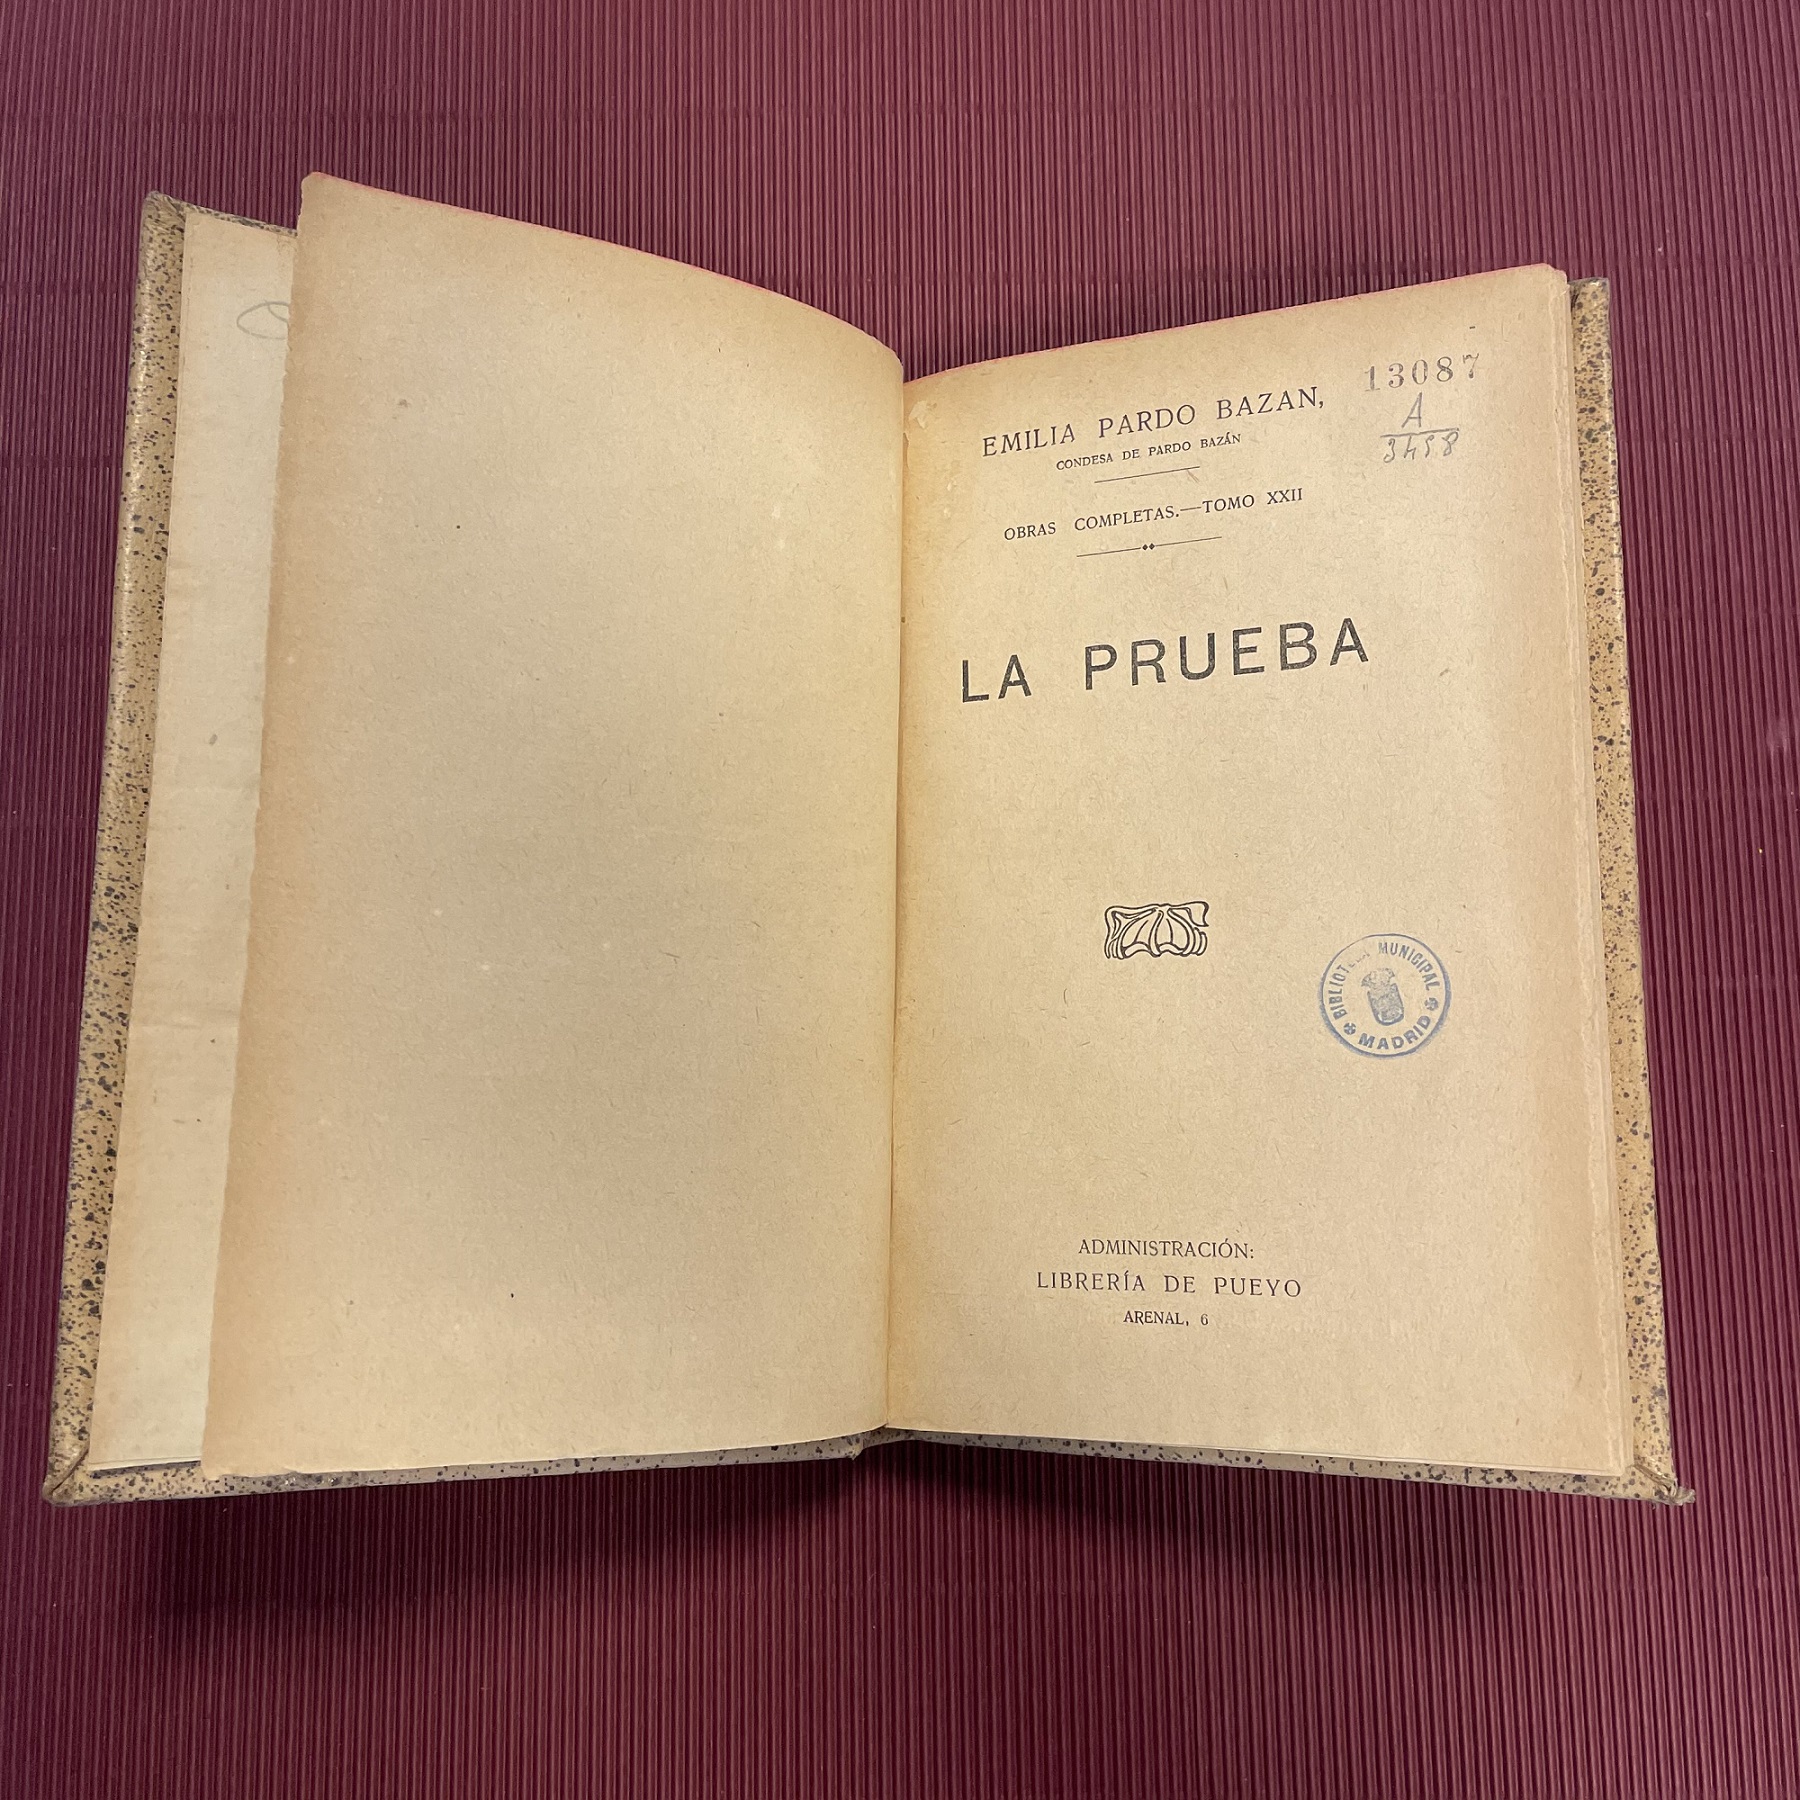 EMILIA PARDO BAZAN,
CONDESA DE PARDO BAZÁN
13087
A
3458
OBRAS COMPLETAS.—TOMO XXII
LA PRUEBA
BIBLIOTECA MUNICIPAL
MADRID
ADMINISTRACIÓN:
LIBRERÍA DE PUEYO
ARENAL, 6